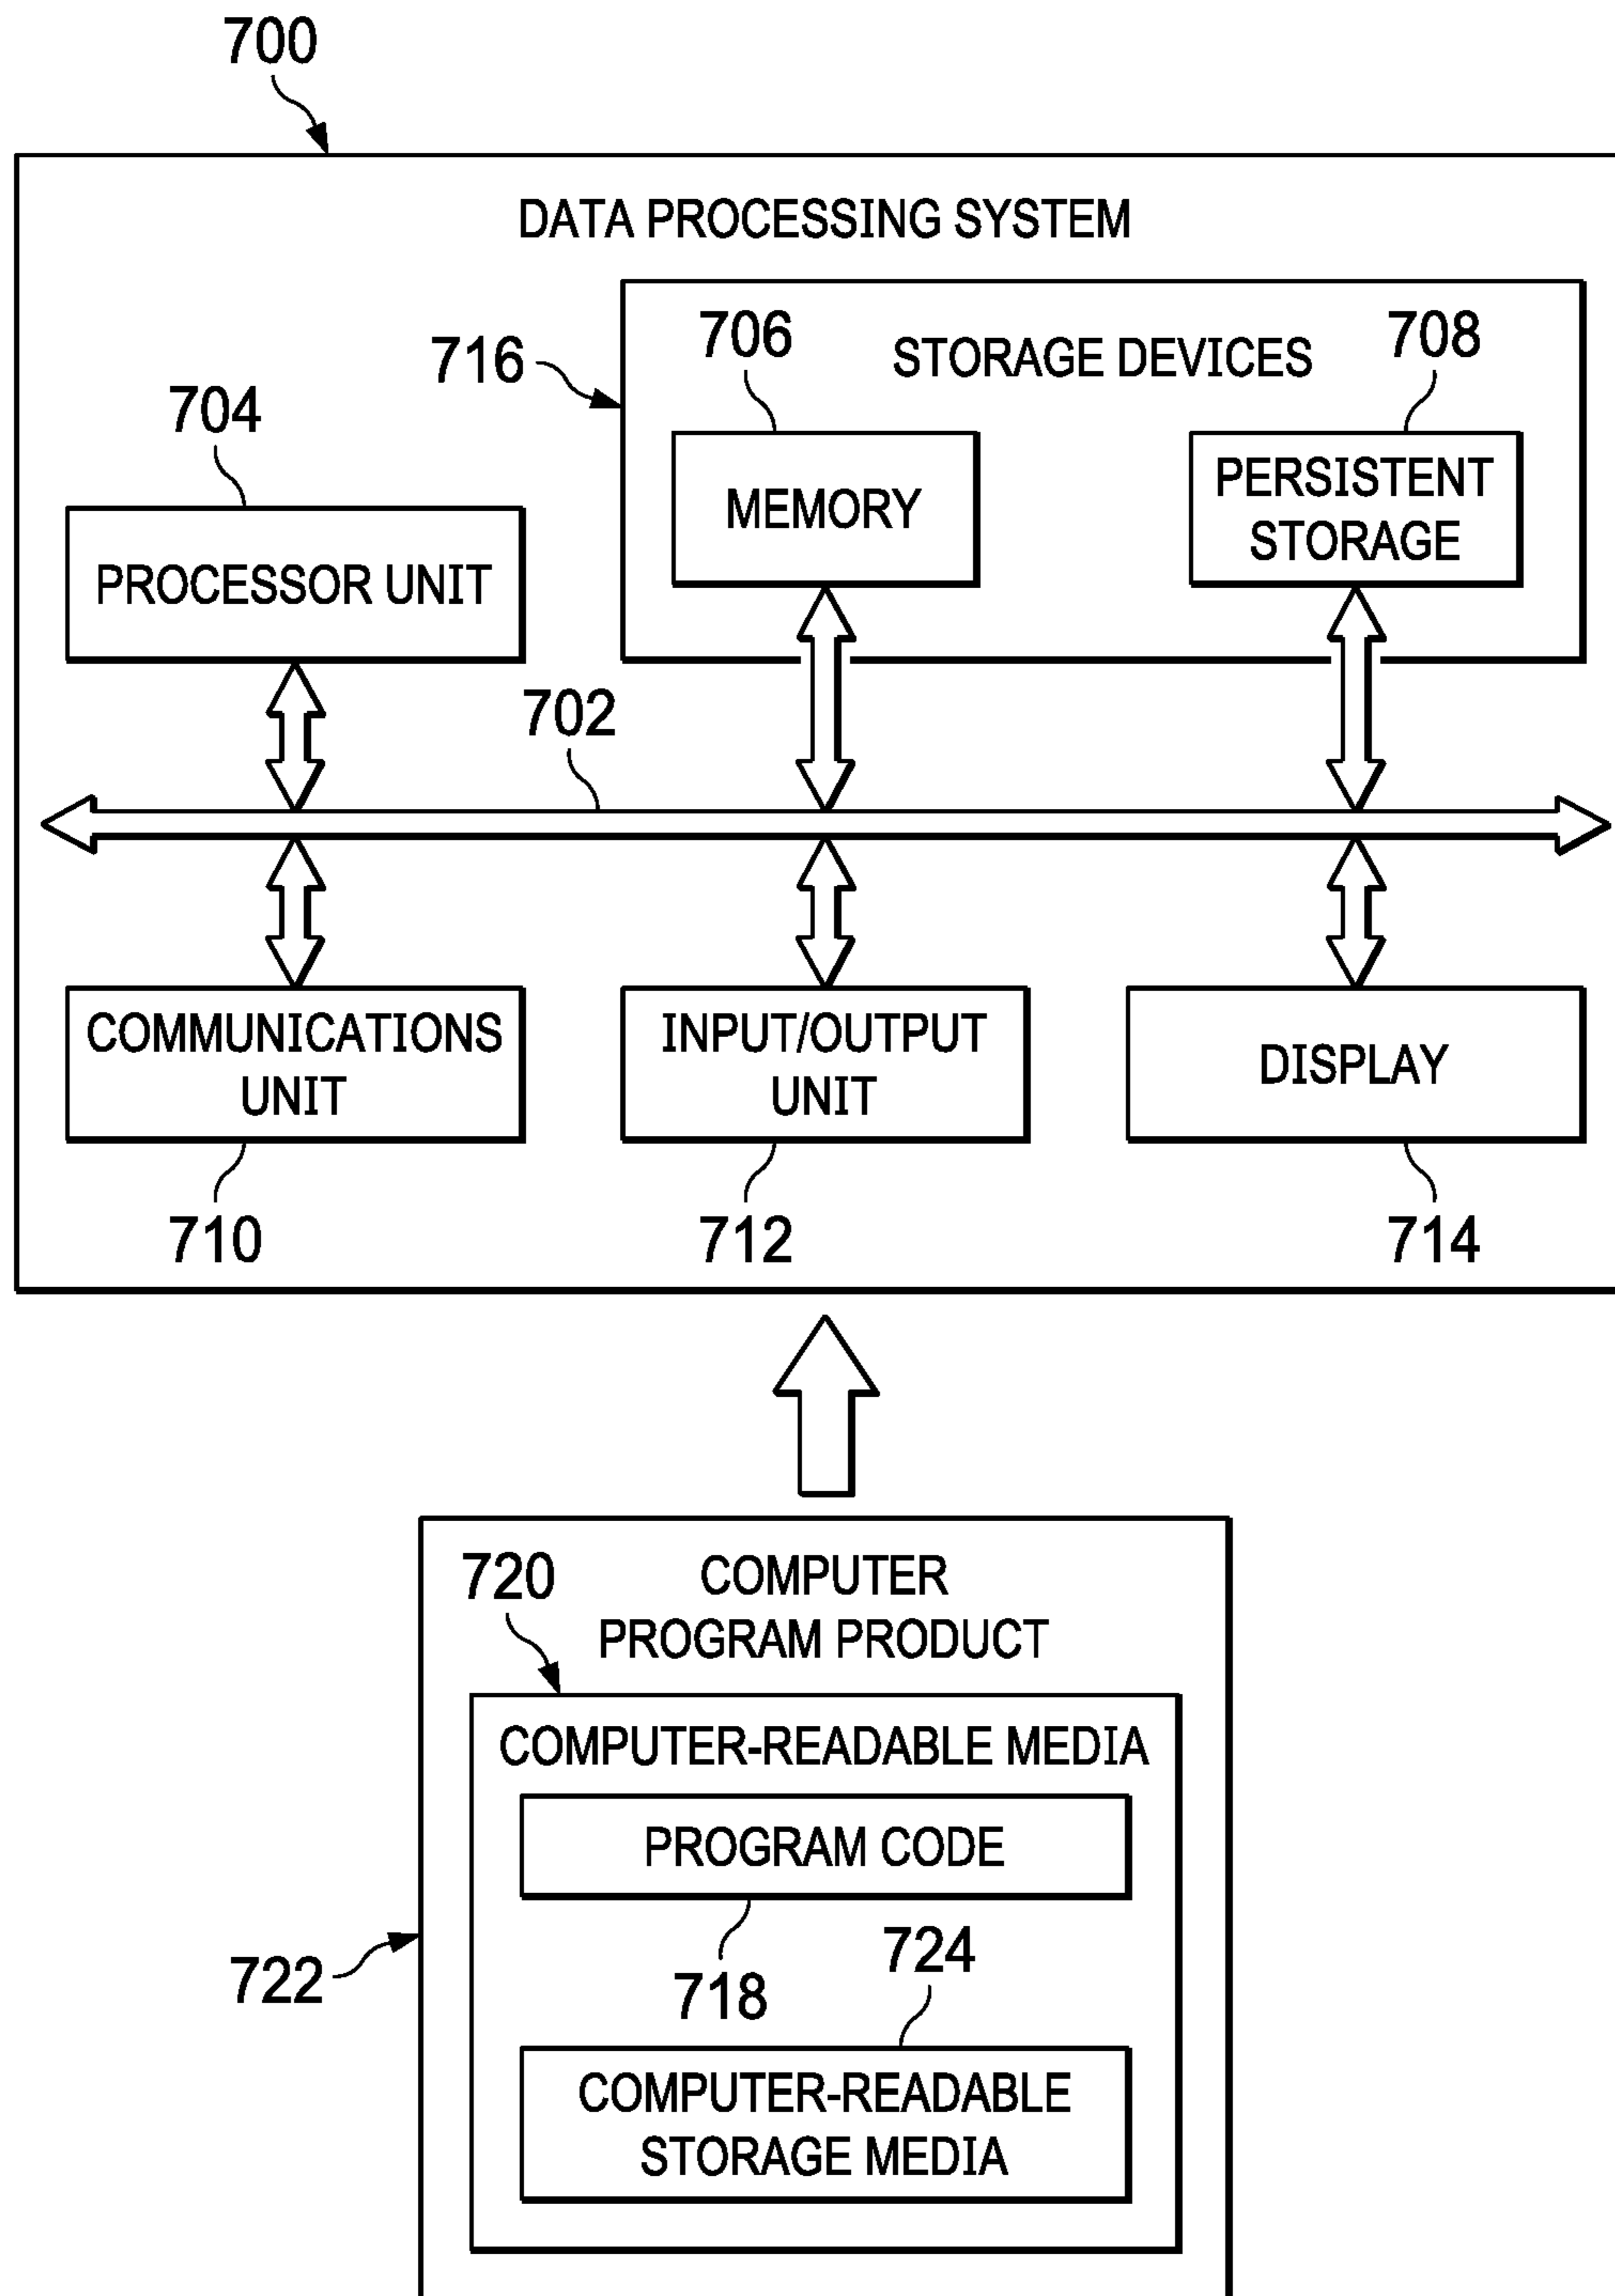 700
DATA PROCESSING SYSTEM
716
706
STORAGE DEVICES
708
704
MEMORY
PERSISTENT
STORAGE
PROCESSOR UNIT
702
COMMUNICATIONS
UNIT
INPUT/OUTPUT
UNIT
DISPLAY
710
712
714
720
COMPUTER
PROGRAM PRODUCT
COMPUTER-READABLE MEDIA
PROGRAM CODE
722
718
724
COMPUTER-READABLE
STORAGE MEDIA